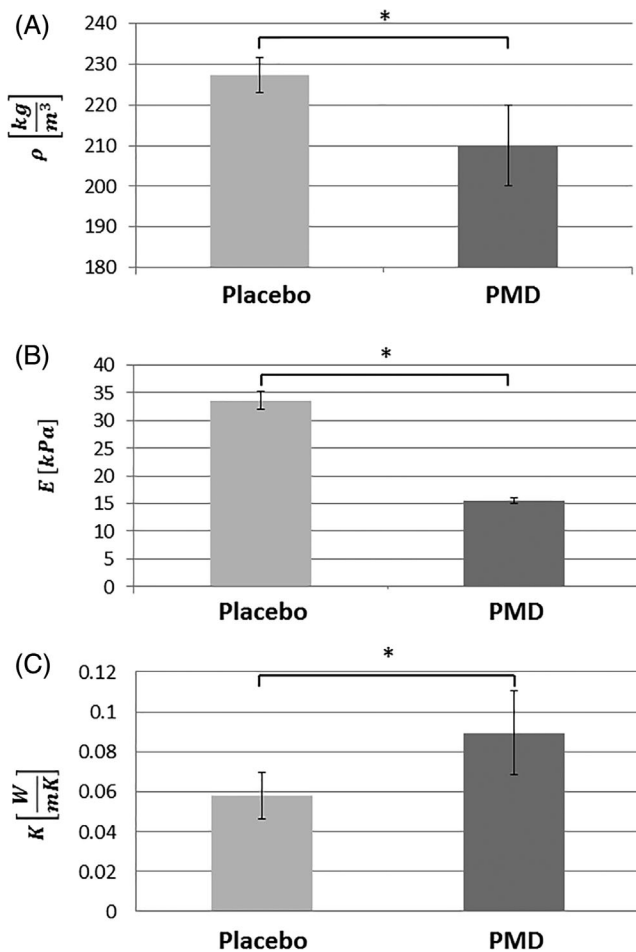 (A)
*
240
230
220
210
200
190
180
ρ [kg/m³]
Placebo PMD
(B)
*
40
35
30
25
20
15
10
5
0
E [kPa]
Placebo PMD
(C)
*
0.12
0.1
0.08
0.06
0.04
0.02
0
K [W/mK]
Placebo PMD